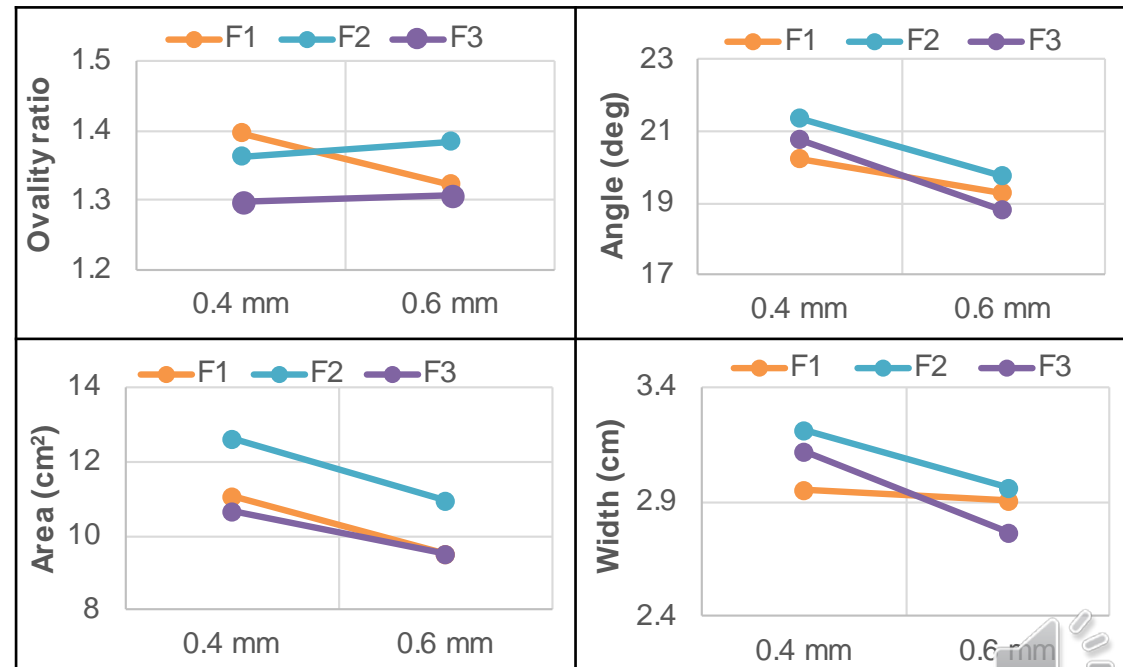 F1 F2 F3
Ovality ratio
1.5
1.4
1.3
1.2
0.4 mm 0.6 mm
F1 F2 F3
Angle (deg)
23
21
19
17
0.4 mm 0.6 mm
F1 F2 F3
Area (cm²)
14
12
10
8
0.4 mm 0.6 mm
F1 F2 F3
Width (cm)
3.4
2.9
2.4
0.4 mm 0.6 mm